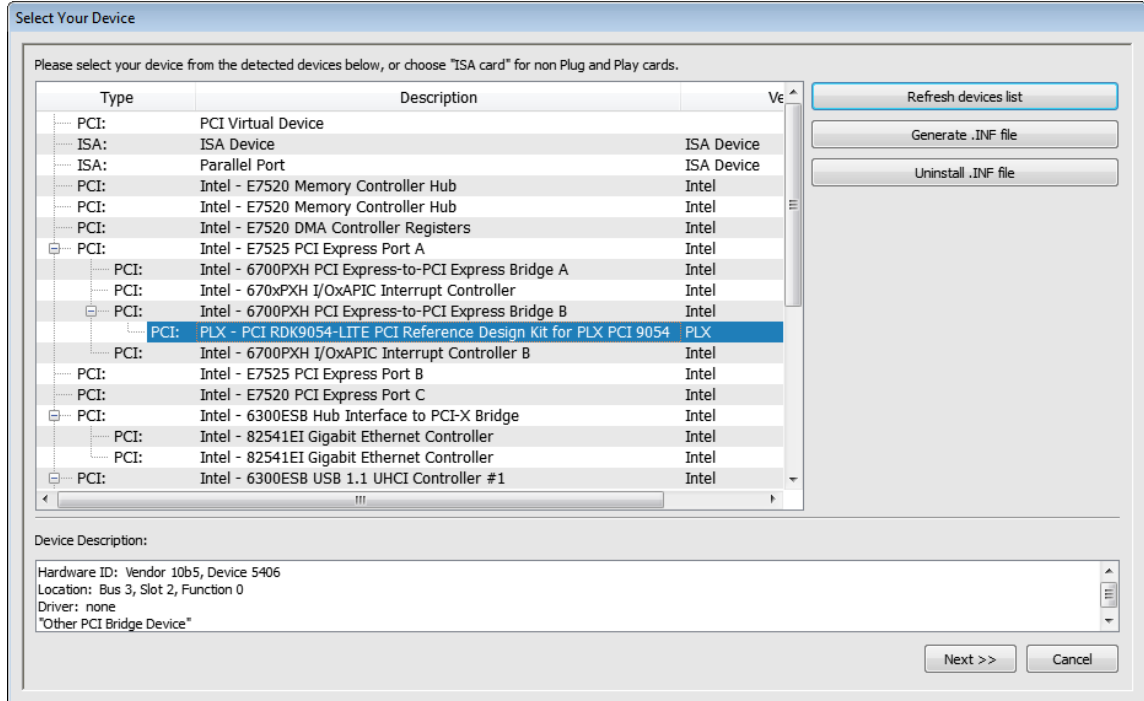 Select Your Device
Please select your device from the detected devices below, or choose "ISA card" for non Plug and Play cards.
Type Description Ve
PCI: PCI Virtual Device
ISA: ISA Device ISA Device
ISA: Parallel Port ISA Device
PCI: Intel - E7520 Memory Controller Hub Intel
PCI: Intel - E7520 Memory Controller Hub Intel
PCI: Intel - E7520 DMA Controller Registers Intel
PCI: Intel - E7525 PCI Express Port A Intel
PCI: Intel - 6700PXH PCI Express-to-PCI Express Bridge A Intel
PCI: Intel - 670xPXH I/OxAPIC Interrupt Controller Intel
PCI: Intel - 6700PXH PCI Express-to-PCI Express Bridge B Intel
PCI: PLX - PCI RDK9054-LITE PCI Reference Design Kit for PLX PCI 9054 PLX
PCI: Intel - 6700PXH I/OxAPIC Interrupt Controller B Intel
PCI: Intel - E7525 PCI Express Port B Intel
PCI: Intel - E7520 PCI Express Port C Intel
PCI: Intel - 6300ESB Hub Interface to PCI-X Bridge Intel
PCI: Intel - 82541EI Gigabit Ethernet Controller Intel
PCI: Intel - 82541EI Gigabit Ethernet Controller Intel
PCI: Intel - 6300ESB USB 1.1 UHCI Controller #1 Intel
Refresh devices list
Generate .INF file
Uninstall .INF file
Device Description:
Hardware ID: Vendor 10b5, Device 5406
Location: Bus 3, Slot 2, Function 0
Driver: none
"Other PCI Bridge Device"
Next >> Cancel